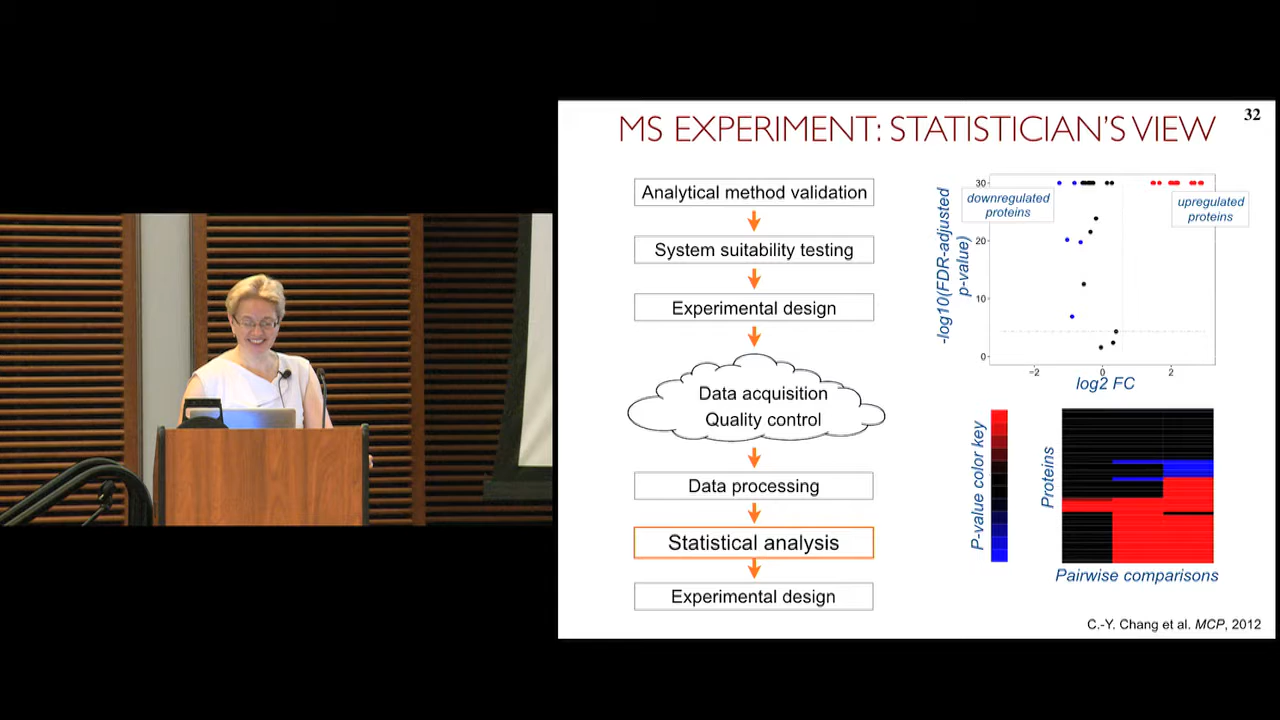 32
MS EXPERIMENT: STATISTICIAN'S VIEW
Analytical method validation
System suitability testing
Experimental design
Data acquisition
Quality control
Data processing
Statistical analysis
Experimental design
-log10(FDR-adjusted
p-value)
30
20
10
0
downregulated
proteins
upregulated
proteins
−2
0
2
log2 FC
P-value color key
Proteins
Pairwise comparisons
C.-Y. Chang et al. MCP, 2012